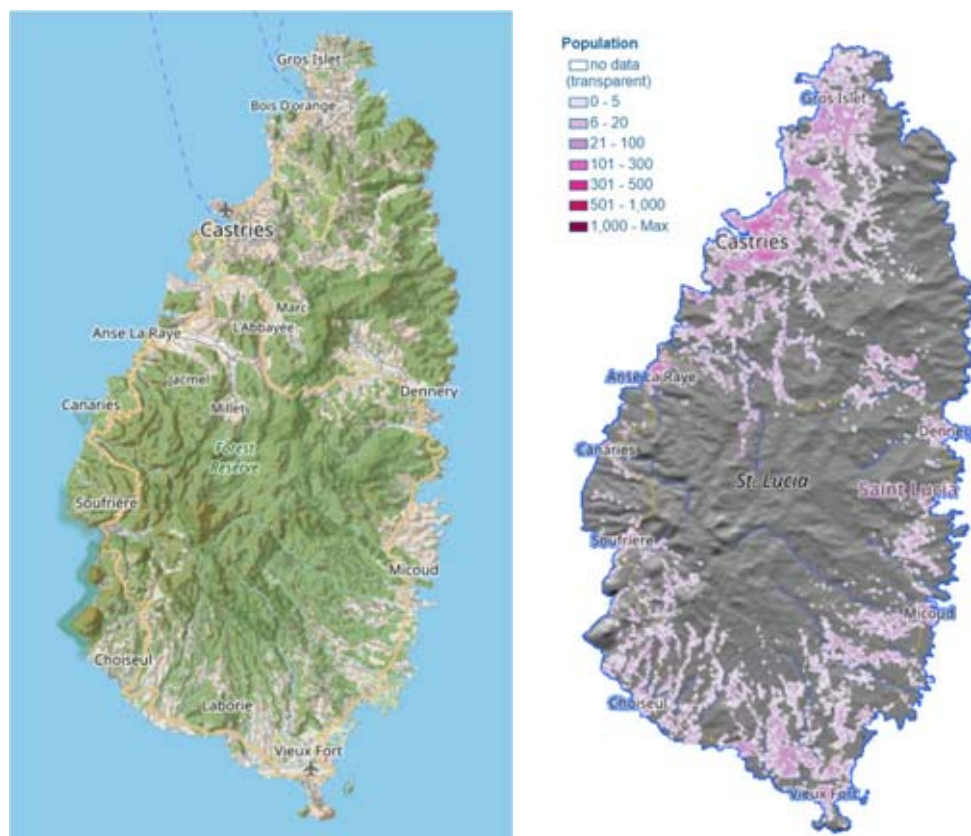 Gros Islet
Bois D'orange
Castries
Marc
Anse La Raye
L'Abbayée
Jacmel
Dennery
Canaries
Millet
Forest
Reserve
Soufrière
Micoud
Choiseul
Laborie
Vieux Fort
Population
no data
(transparent)
0 - 5
6 - 20
21 - 100
101 - 300
301 - 500
501 - 1,000
1,000 - Max
Gros Islet
Castries
Anse La Raye
Dennery
Canaries
St. Lucia
Saint Lucia
Soufrière
Micoud
Choiseul
Vieux Fort